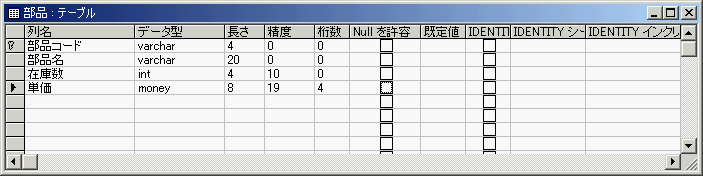 部品 : テーブル
列名 データ型 長さ 精度 桁数 Null を許容 既定値 IDENTIT IDENTITY シー IDENTITY インクレ
部品コード varchar 4 0 0
部品名 varchar 20 0 0
在庫数 int 4 10 0
単価 money 8 19 4